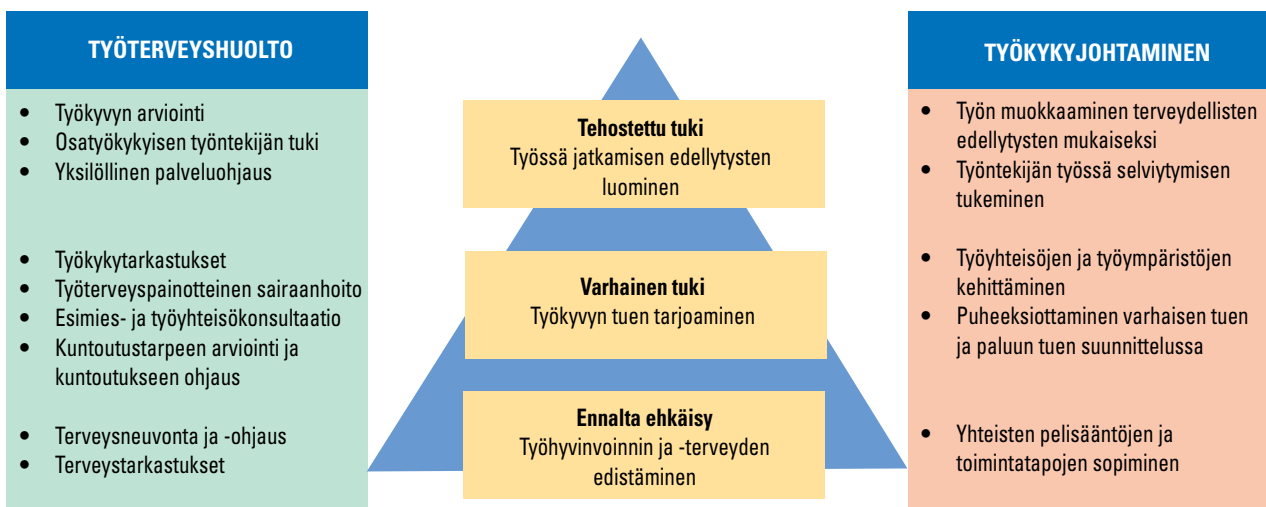 TYÖTERVEYSHUOLTO
• Työkyvyn arviointi
• Osatyökykyisen työntekijän tuki
• Yksilöllinen palveluohjaus
• Työkykytarkastukset
• Työterveyspainotteinen sairaanhoito
• Esimies- ja työyhteisökonsultaatio
• Kuntoutustarpeen arviointi ja
kuntoutukseen ohjaus
• Terveysneuvonta ja -ohjaus
• Terveystarkastukset
Tehostettu tuki
Työssä jatkamisen edellytysten
luominen
Varhainen tuki
Työkyvyn tuen tarjoaminen
Ennalta ehkäisy
Työhyvinvoinnin ja -terveyden
edistäminen
TYÖKYKYJOHTAMINEN
• Työn muokkaaminen terveydellisten
edellytysten mukaiseksi
• Työntekijän työssä selviytymisen
tukeminen
• Työyhteisöjen ja työympäristöjen
kehittäminen
• Puheeksiottaminen varhaisen tuen
ja paluun tuen suunnittelussa
• Yhteisten pelisääntöjen ja
toimintatapojen sopiminen